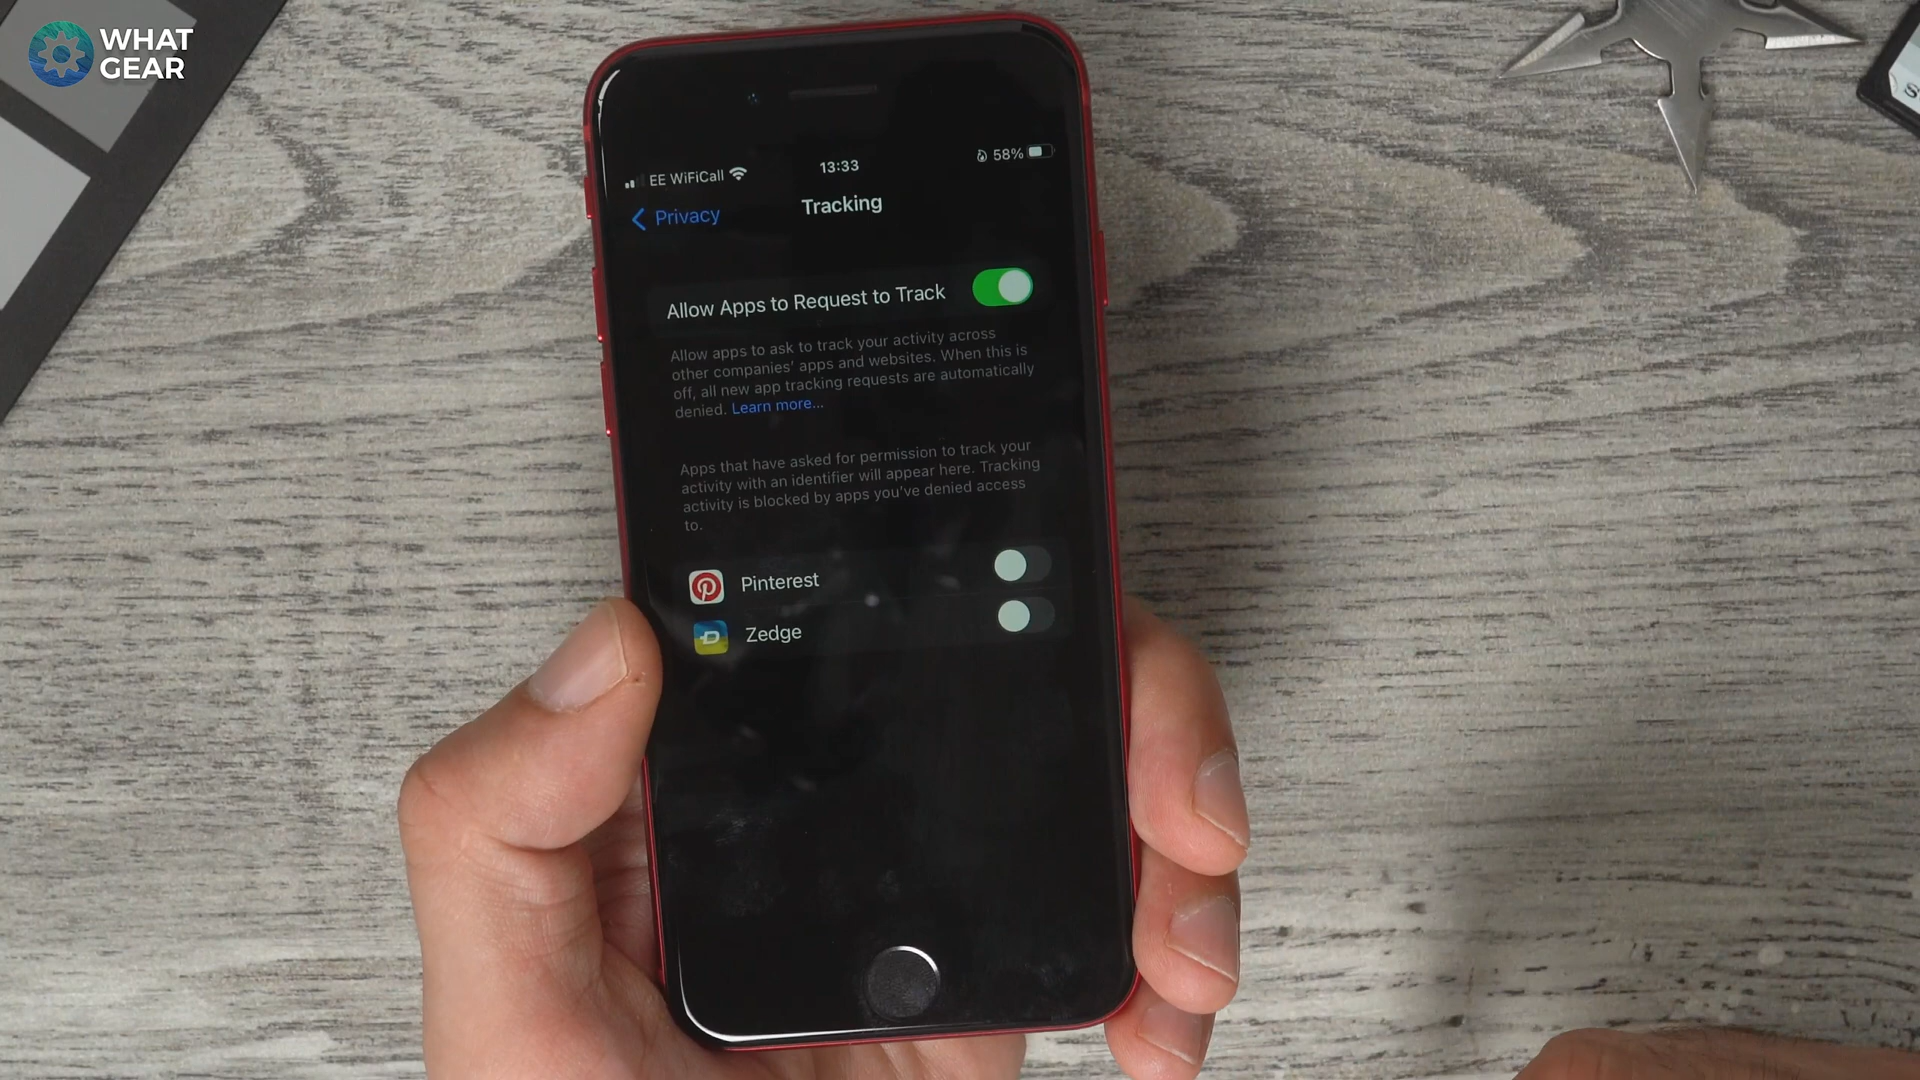 WHAT
GEAR
EE WiFiCall
13:33
58%
Privacy
Tracking
Allow Apps to Request to Track
Allow apps to ask to track your activity across
other companies' apps and websites. When this is
off, all new app tracking requests are automatically
denied. Learn more...
Apps that have asked for permission to track your
activity with an identifier will appear here. Tracking
activity is blocked by apps you've denied access
to.
Pinterest
Zedge